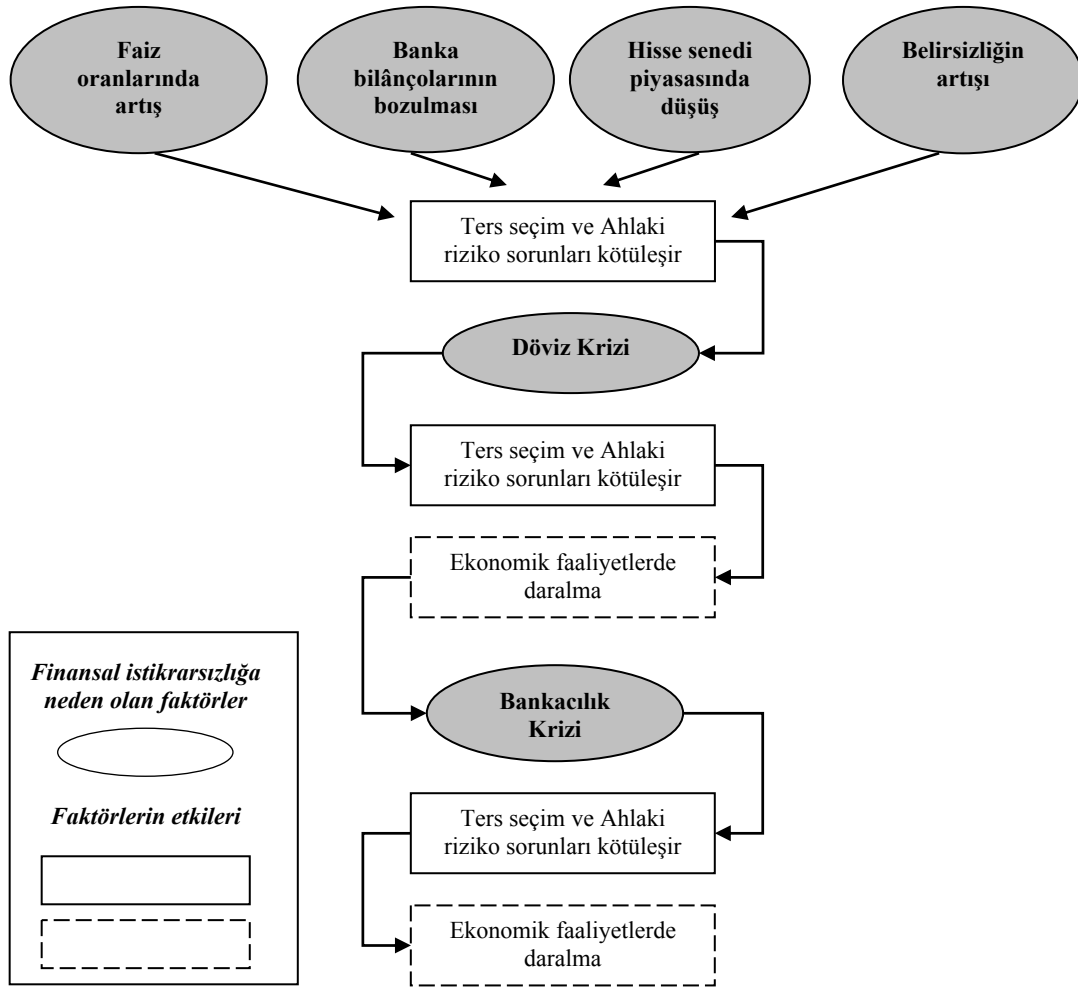 Faiz
oranlarında
artış
Banka
bilânçolarının
bozulması
Hisse senedi
piyasasında
düşüş
Belirsizliğin
artışı
Ters seçim ve Ahlaki
riziko sorunları kötüleşir
Döviz Krizi
Ters seçim ve Ahlaki
riziko sorunları kötüleşir
Ekonomik faaliyetlerde
daralma
Bankacılık
Krizi
Ters seçim ve Ahlaki
riziko sorunları kötüleşir
Ekonomik faaliyetlerde
daralma
Finansal istikrarsızlığa
neden olan faktörler
Faktörlerin etkileri